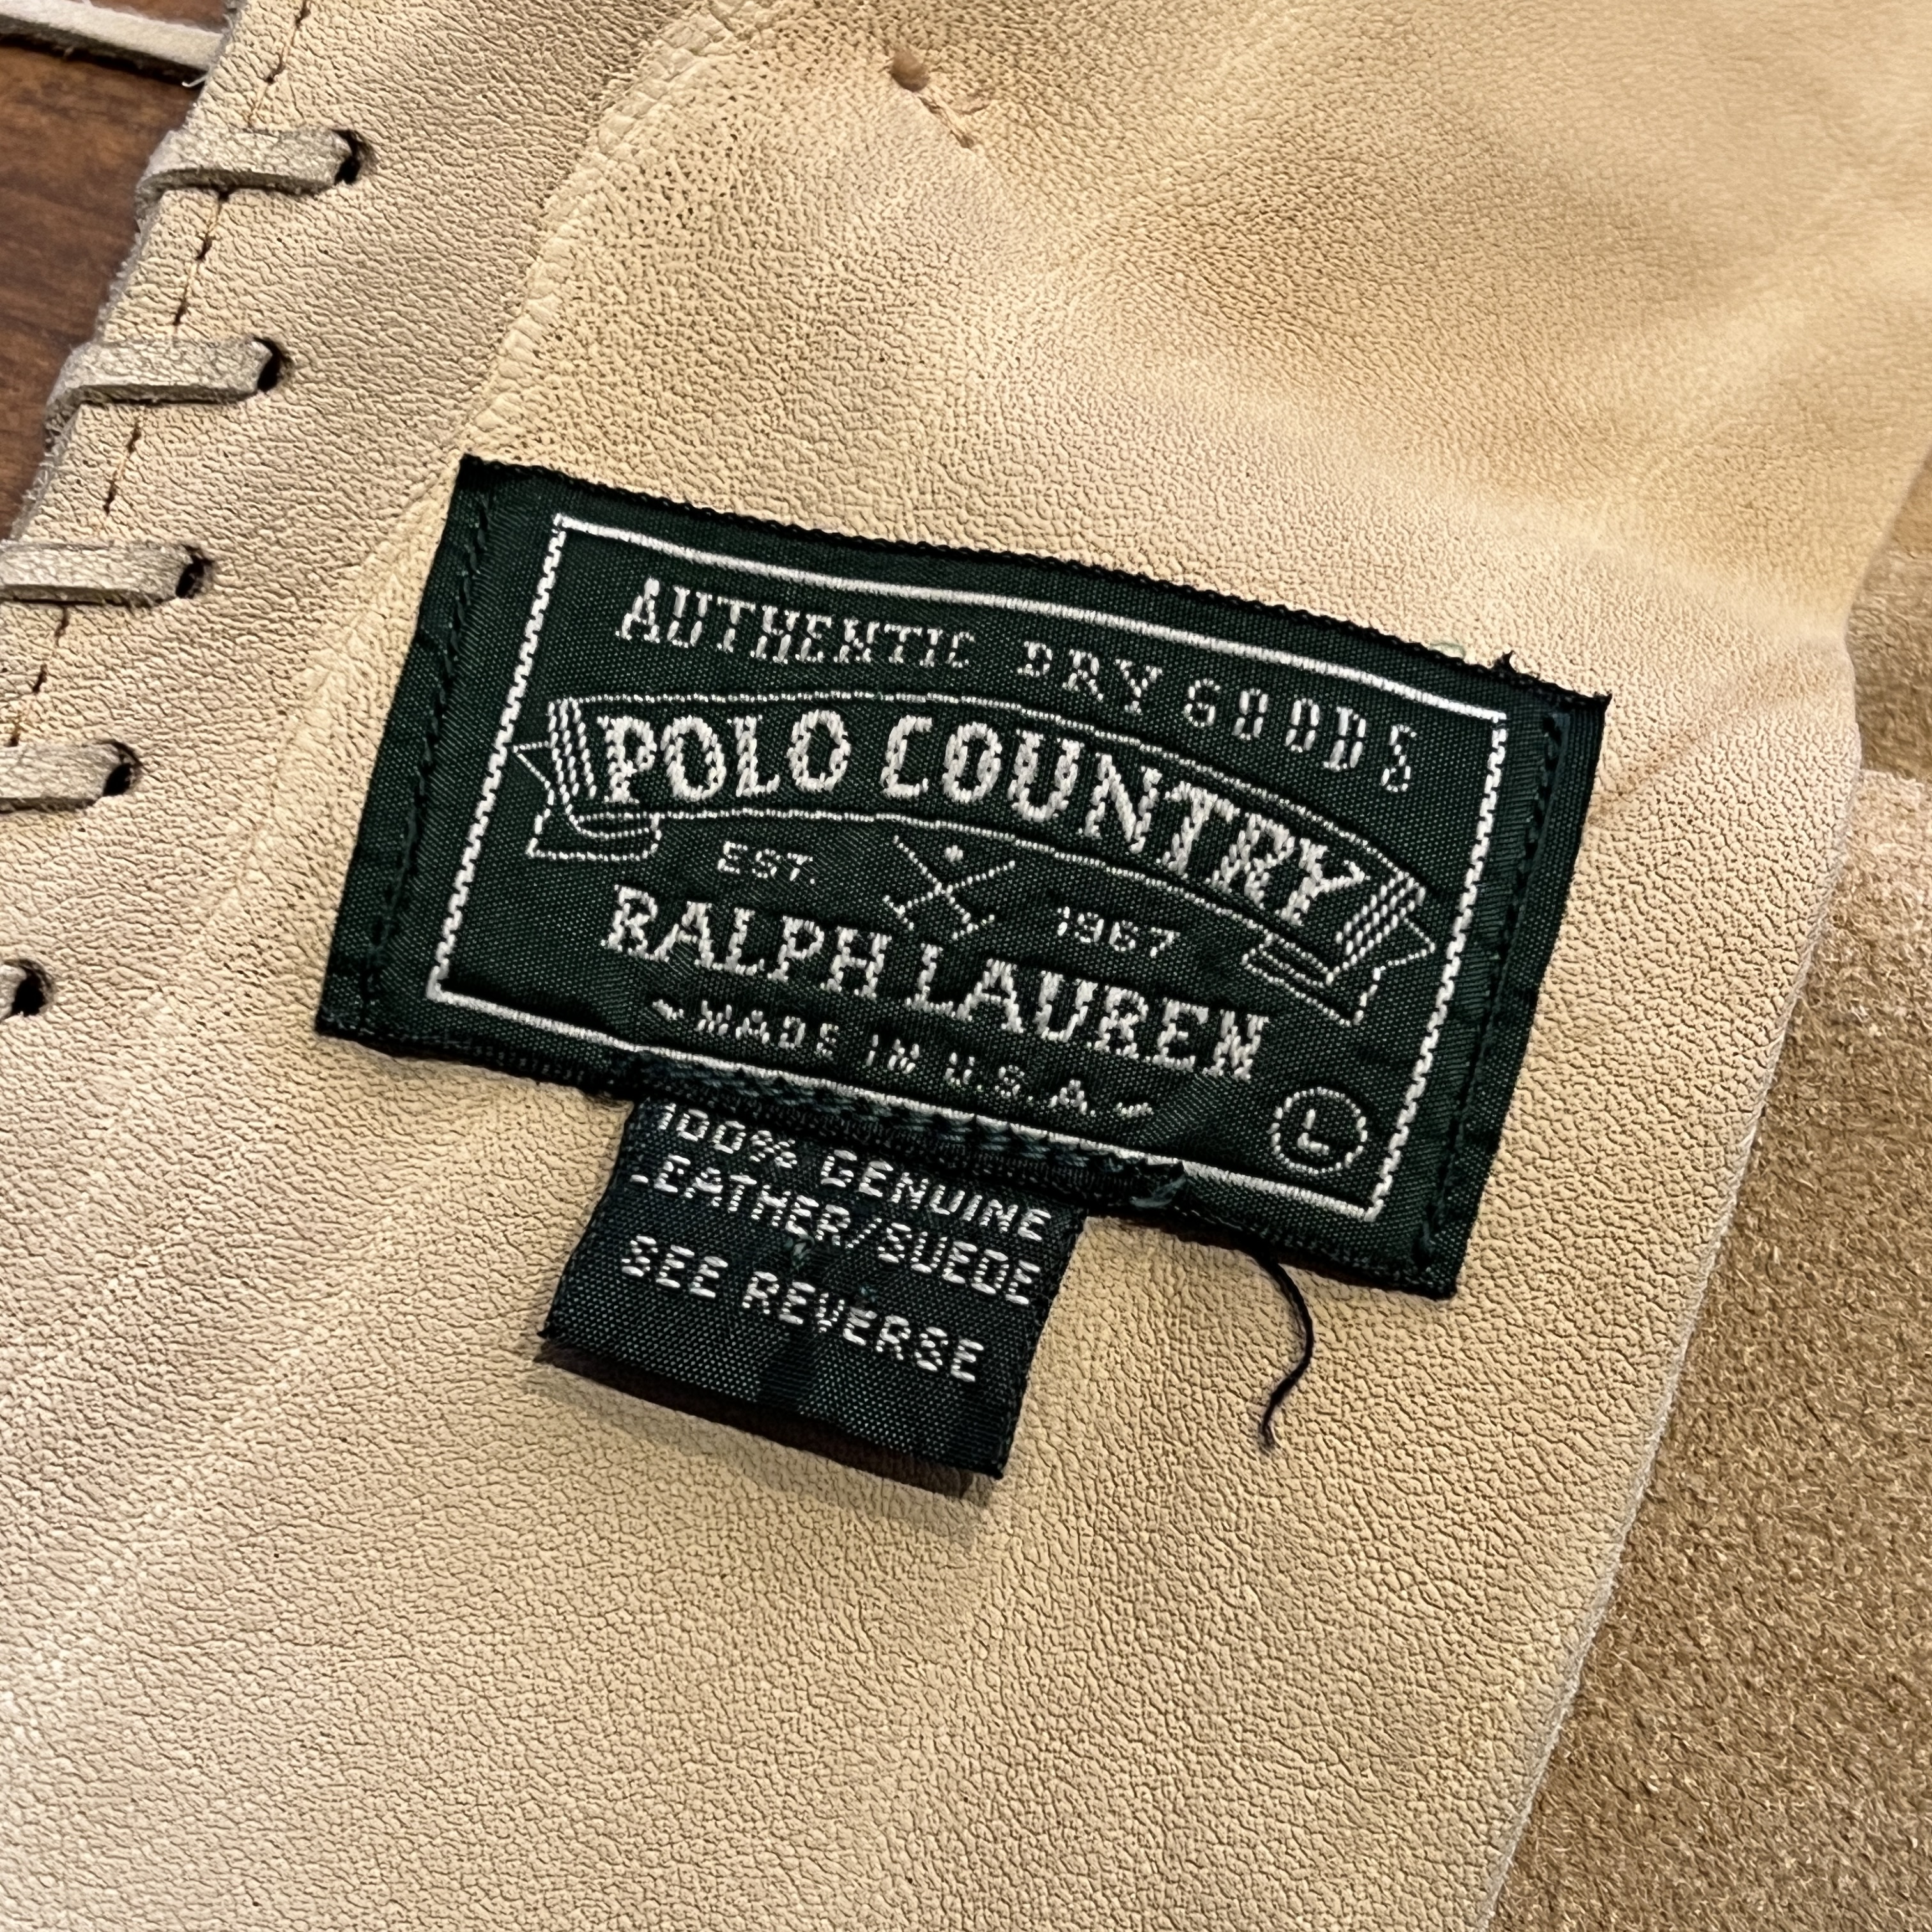 AUTHENTIC DRY GOODS
POLO COUNTRY
EST. 1967
RALPH LAUREN
~MADE IN U.S.A.~
L
100% GENUINE
LEATHER/SUEDE
SEE REVERSE